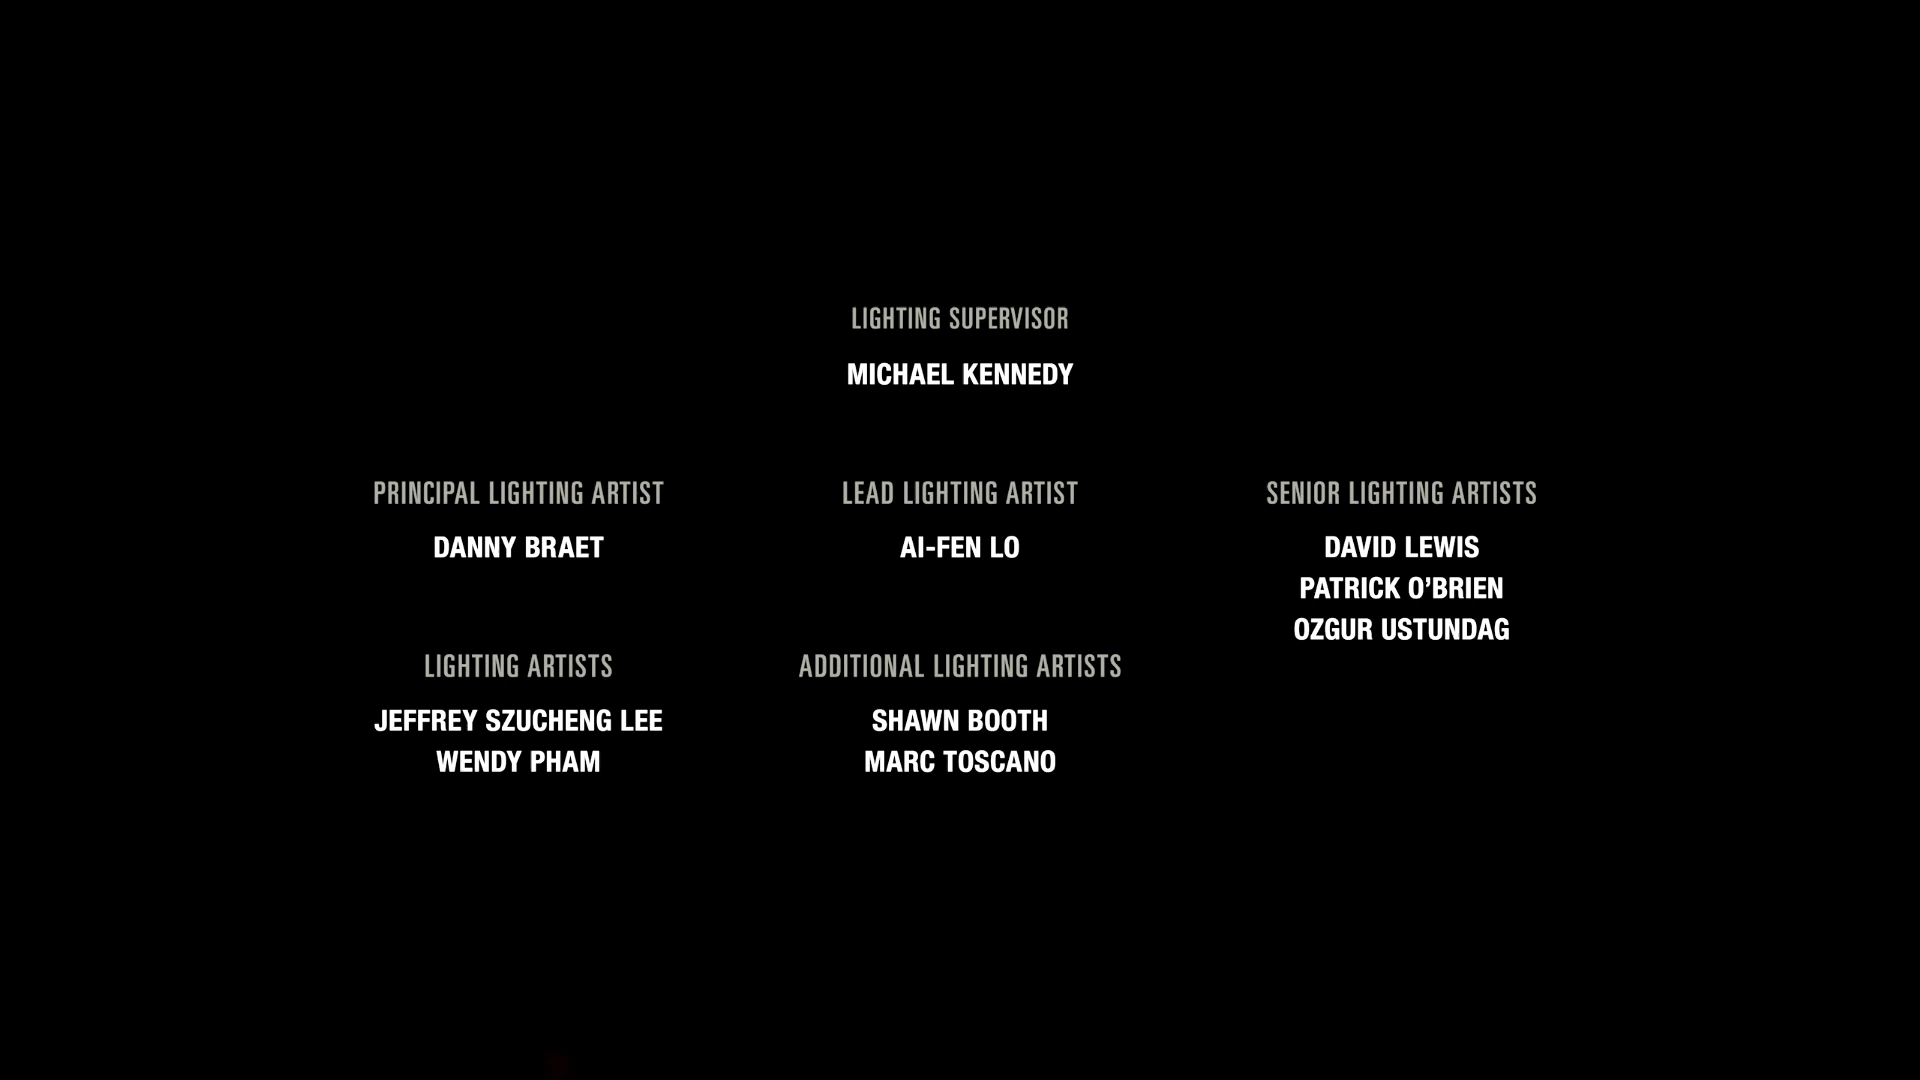 LIGHTING SUPERVISOR
MICHAEL KENNEDY
PRINCIPAL LIGHTING ARTIST
DANNY BRAET
LEAD LIGHTING ARTIST
AI-FEN LO
SENIOR LIGHTING ARTISTS
DAVID LEWIS
PATRICK O’BRIEN
OZGUR USTUNDAG
LIGHTING ARTISTS
JEFFREY SZUCHENG LEE
WENDY PHAM
ADDITIONAL LIGHTING ARTISTS
SHAWN BOOTH
MARC TOSCANO